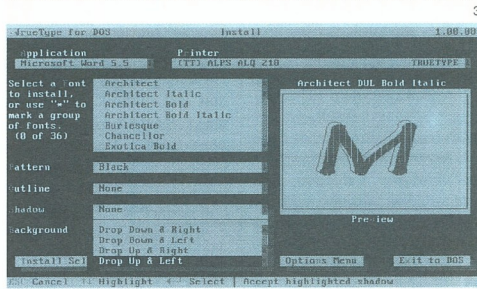 3
TrueType for DOS Install 1.00.00
Application Printer
Microsoft Word 5.5 (TT) ALPS ALQ 210 TRUETYPE
Select a Font
to install,
or use "=" to
mark a group
of fonts.
(0 of 36)
Architect
Architect Italic
Architect Bold
Architect Bold Italic
Burlesque
Chancellor
Exotica Bold
Architect DUL Bold Italic
M
Preview
Pattern Black
Outline None
Shadow None
Background Drop Down & Right
Drop Down & Left
Drop Up & Right
Drop Up & Left
Install Sel Options Menu Exit to DOS
ESC Cancel Highlight Select Accept highlighted shadow